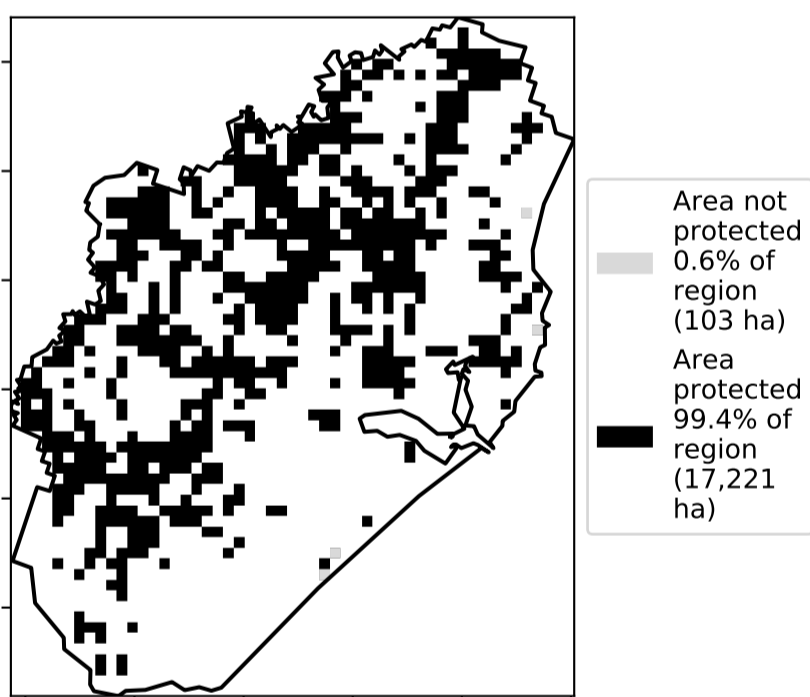 Area not
protected
0.6% of
region
(103 ha)
Area
protected
99.4% of
region
(17,221
ha)